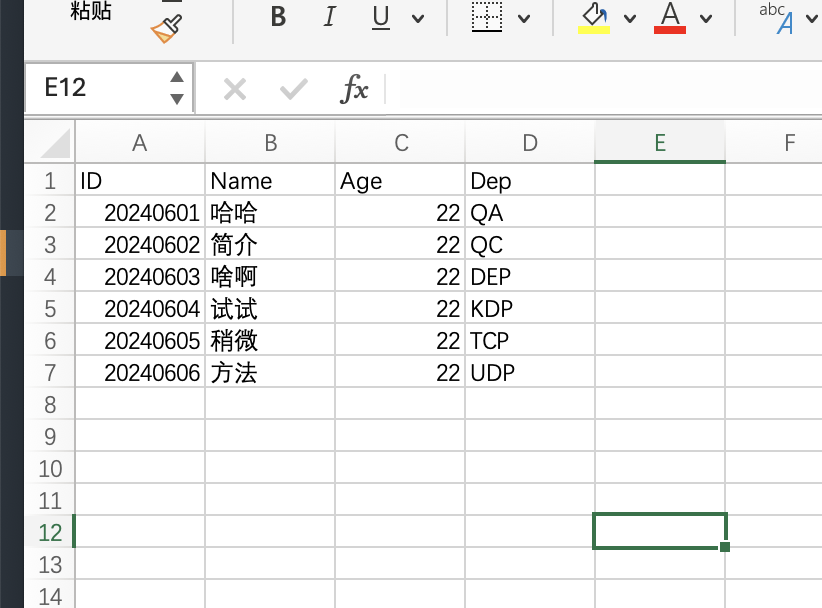 粘贴
B I U A abc A
E12 fx
A B C D E F
1 ID Name Age Dep
2 20240601 哈哈 22 QA
3 20240602 简介 22 QC
4 20240603 啥啊 22 DEP
5 20240604 试试 22 KDP
6 20240605 稍微 22 TCP
7 20240606 方法 22 UDP
8
9
10
11
12
13
14